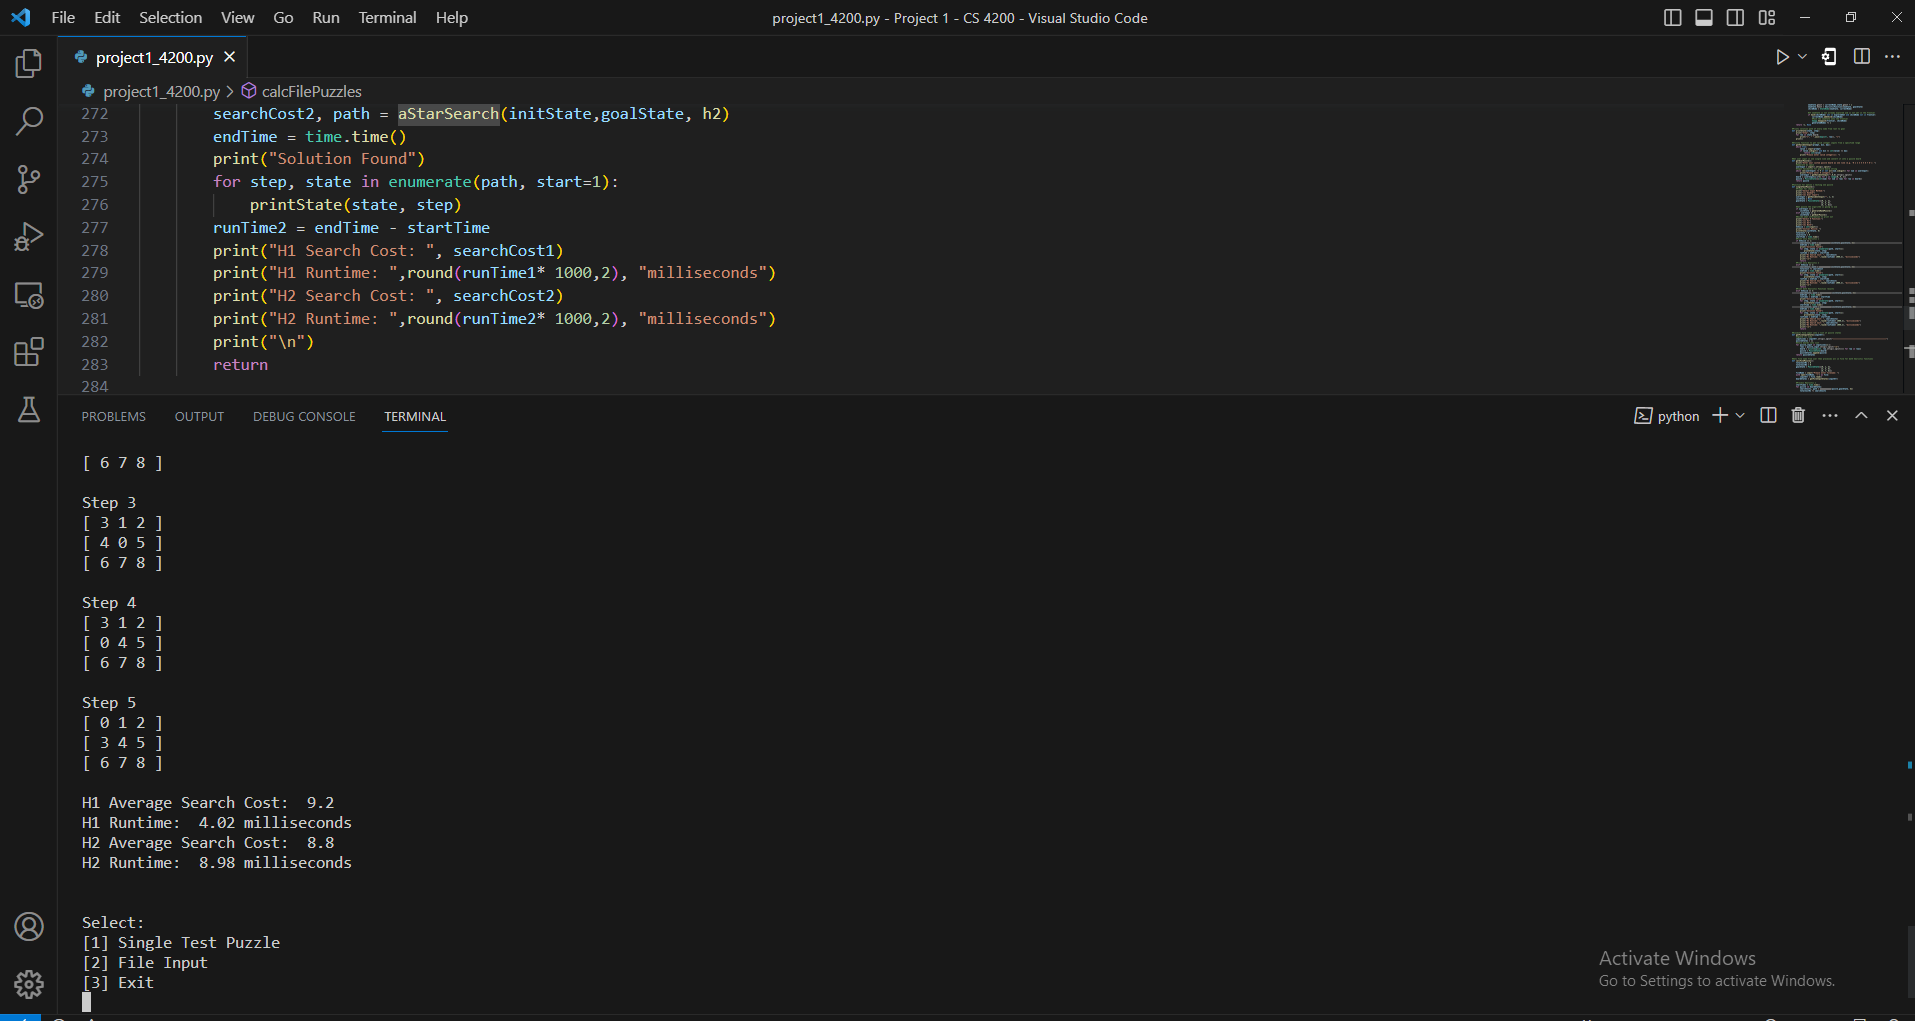 File Edit Selection View Go Run Terminal Help
project1_4200.py - Project 1 - CS 4200 - Visual Studio Code
project1_4200.py
project1_4200.py > calcFilePuzzles
272 searchCost2, path = aStarSearch(initState,goalState, h2)
273 endTime = time.time()
274 print("Solution Found")
275 for step, state in enumerate(path, start=1):
276 printState(state, step)
277 runTime2 = endTime - startTime
278 print("H1 Search Cost: ", searchCost1)
279 print("H1 Runtime: ",round(runTime1* 1000,2), "milliseconds")
280 print("H2 Search Cost: ", searchCost2)
281 print("H2 Runtime: ",round(runTime2* 1000,2), "milliseconds")
282 print("\n")
283 return
284
PROBLEMS OUTPUT DEBUG CONSOLE TERMINAL
python
[ 6 7 8 ]
Step 3
[ 3 1 2 ]
[ 4 0 5 ]
[ 6 7 8 ]
Step 4
[ 3 1 2 ]
[ 0 4 5 ]
[ 6 7 8 ]
Step 5
[ 0 1 2 ]
[ 3 4 5 ]
[ 6 7 8 ]
H1 Average Search Cost:  9.2
H1 Runtime:  4.02 milliseconds
H2 Average Search Cost:  8.8
H2 Runtime:  8.98 milliseconds
Select:
[1] Single Test Puzzle
[2] File Input
[3] Exit
Activate Windows
Go to Settings to activate Windows.